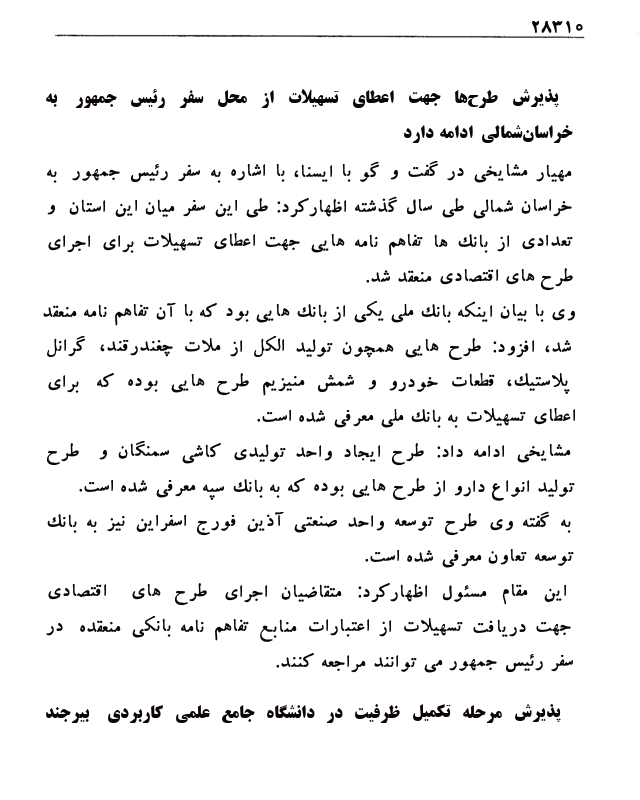 ۲۸۳۱۰
پذیرش طرح‌ها جهت اعطای تسهیلات از محل سفر رئیس جمهور به
خراسان‌شمالی ادامه دارد
مهیار مشایخی در گفت و گو با ایسنا، با اشاره به سفر رئیس جمهور به
خراسان شمالی طی سال گذشته اظهارکرد: طی این سفر میان این استان و
تعدادی از بانك ها تفاهم نامه هایی جهت اعطای تسهیلات برای اجرای
طرح های اقتصادی منعقد شد.
وی با بیان اینکه بانك ملی یکی از بانك هایی بود که با آن تفاهم نامه منعقد
شد، افزود: طرح هایی همچون تولید الکل از ملات چغندرقند، گرانل
پلاستیك، قطعات خودرو و شمش منیزیم طرح هایی بوده که برای
اعطای تسهیلات به بانك ملی معرفی شده است.
مشایخی ادامه داد: طرح ایجاد واحد تولیدی کاشی سمنگان و طرح
تولید انواع دارو از طرح هایی بوده که به بانك سپه معرفی شده است.
به گفته وی طرح توسعه واحد صنعتی آذین فورج اسفراین نیز به بانك
توسعه تعاون معرفی شده است.
این مقام مسئول اظهارکرد: متقاضیان اجرای طرح های اقتصادی
جهت دریافت تسهیلات از اعتبارات منابع تفاهم نامه بانکی منعقده در
سفر رئیس جمهور می توانند مراجعه کنند.
پذیرش مرحله تکمیل ظرفیت در دانشگاه جامع علمی کاربردی بیرجند